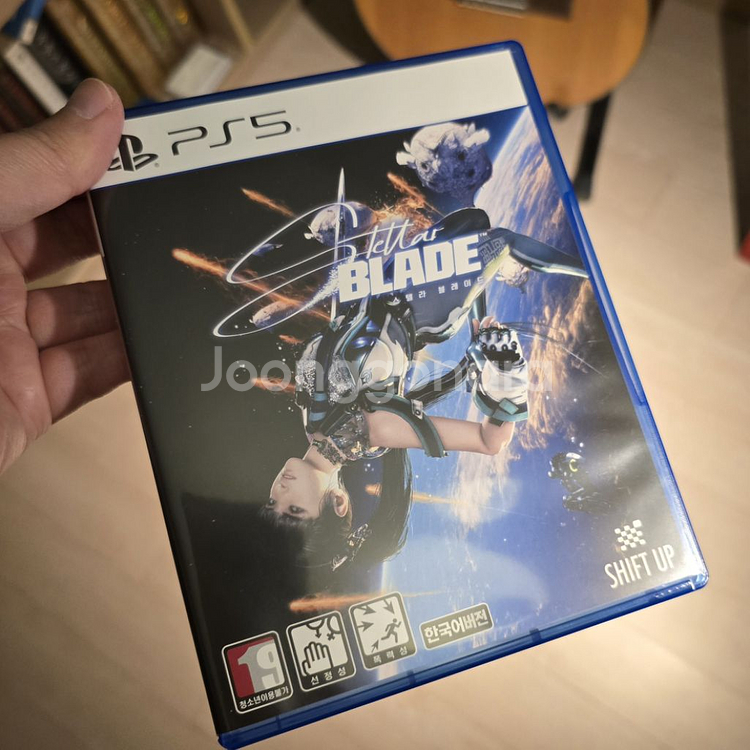 PS5
Stellar
BLADE™
스텔라 블레이드
Joonggonara
SHIFT UP
19
청소년이용불가
선정성
폭력성
한국어버전